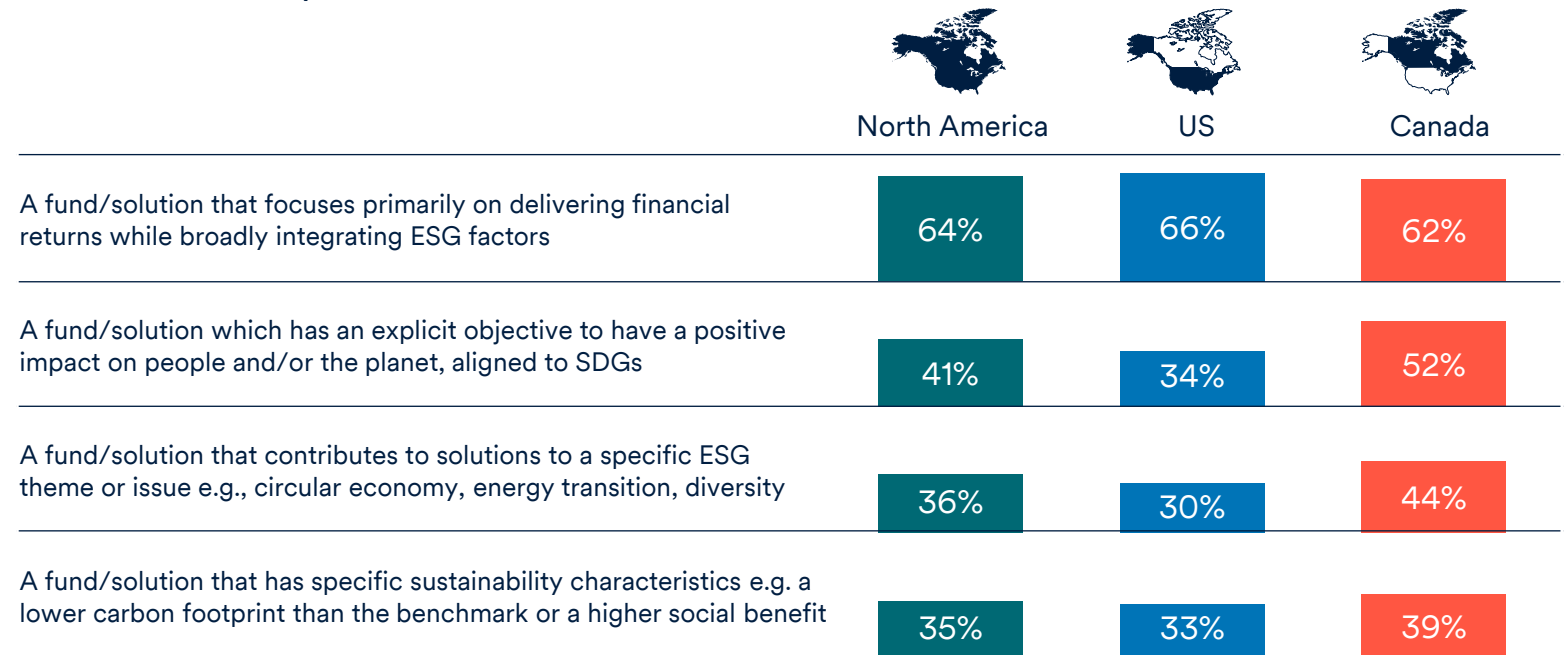 North America US Canada
A fund/solution that focuses primarily on delivering financial
returns while broadly integrating ESG factors
64% 66% 62%
A fund/solution which has an explicit objective to have a positive
impact on people and/or the planet, aligned to SDGs
41% 34% 52%
A fund/solution that contributes to solutions to a specific ESG
theme or issue e.g., circular economy, energy transition, diversity
36% 30% 44%
A fund/solution that has specific sustainability characteristics e.g. a
lower carbon footprint than the benchmark or a higher social benefit
35% 33% 39%